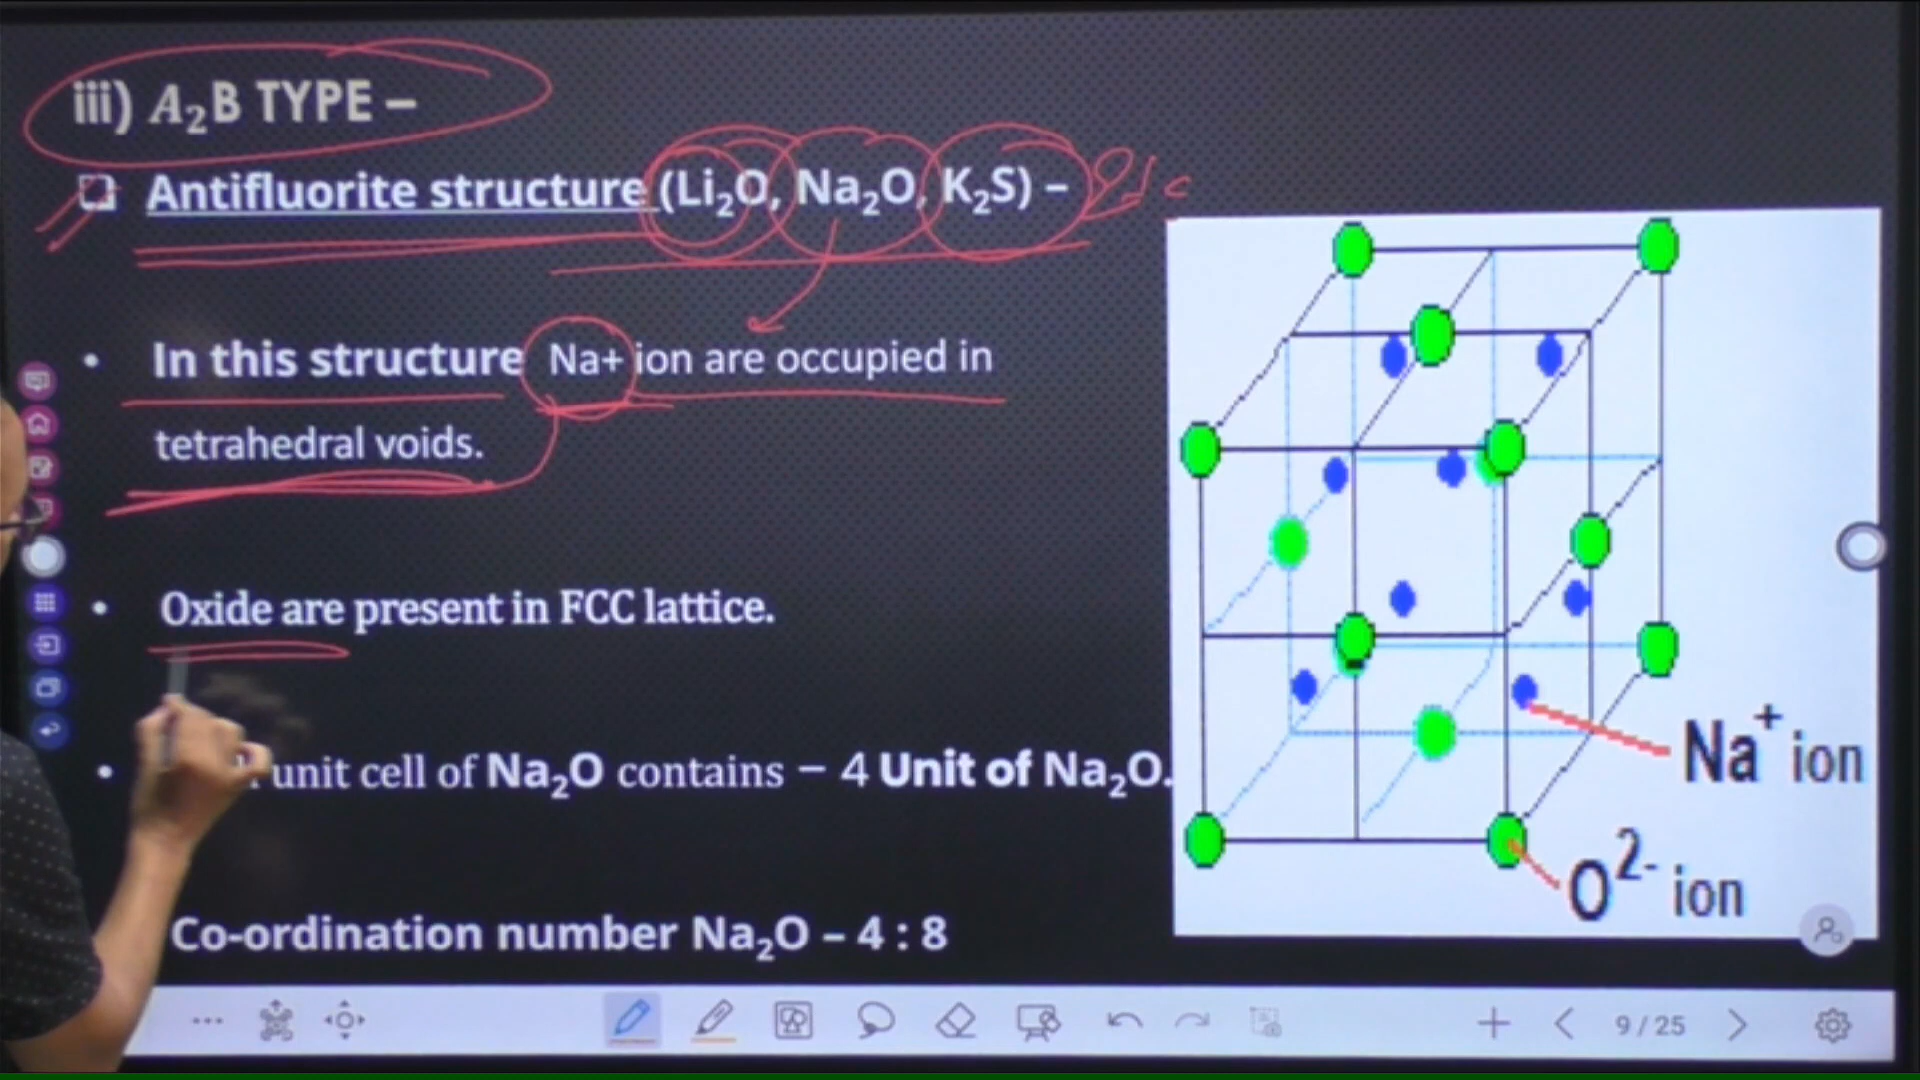 iii) A₂B TYPE –
Antifluorite structure (Li₂O, Na₂O, K₂S) –
• In this structure Na+ ion are occupied in
tetrahedral voids.
• Oxide are present in FCC lattice.
• unit cell of Na₂O contains – 4 Unit of Na₂O.
Co-ordination number Na₂O – 4 : 8
Na⁺ ion
O²⁻ ion
9 / 25